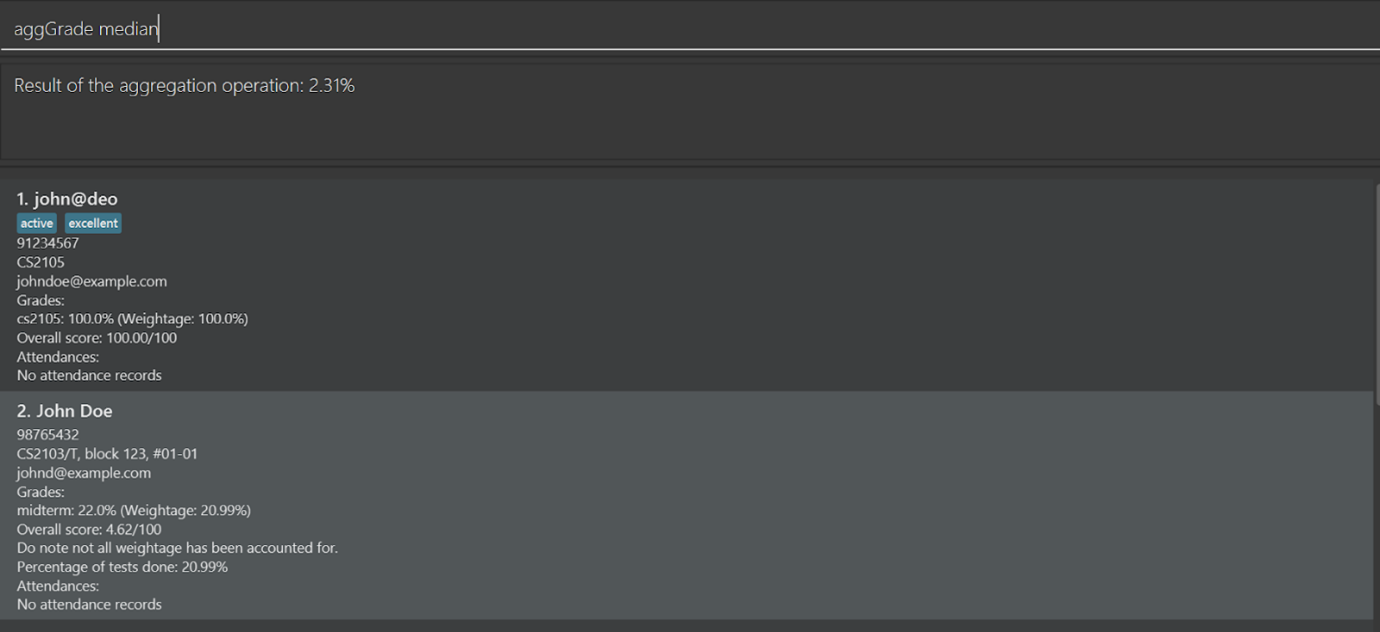 aggGrade median
Result of the aggregation operation: 2.31%
1. john@deo
active excellent
91234567
CS2105
johndoe@example.com
Grades:
cs2105: 100.0% (Weightage: 100.0%)
Overall score: 100.00/100
Attendances:
No attendance records
2. John Doe
98765432
CS2103/T, block 123, #01-01
johnd@example.com
Grades:
midterm: 22.0% (Weightage: 20.99%)
Overall score: 4.62/100
Do note not all weightage has been accounted for.
Percentage of tests done: 20.99%
Attendances:
No attendance records